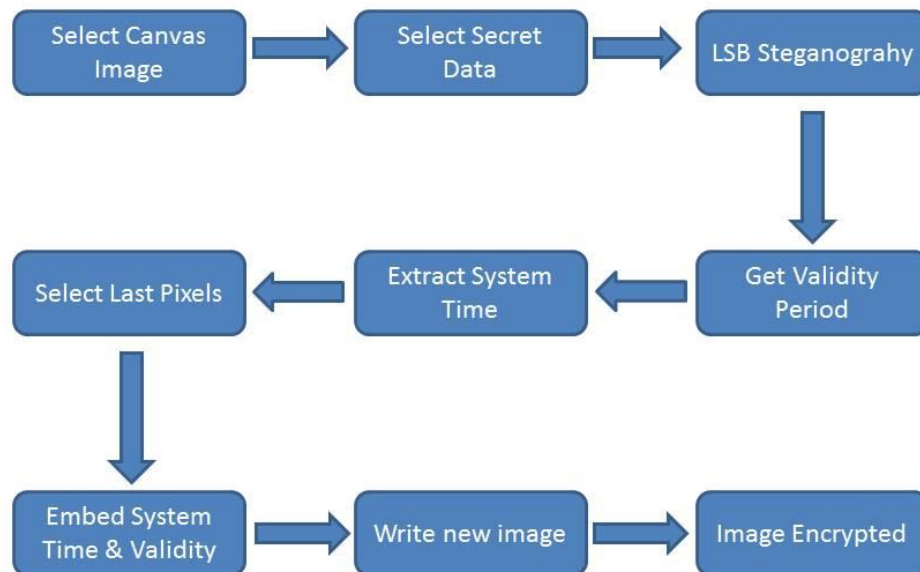 Select Canvas
Image
Select Secret
Data
LSB Steganograhy
Get Validity
Period
Extract System
Time
Select Last Pixels
Embed System
Time & Validity
Write new image
Image Encrypted